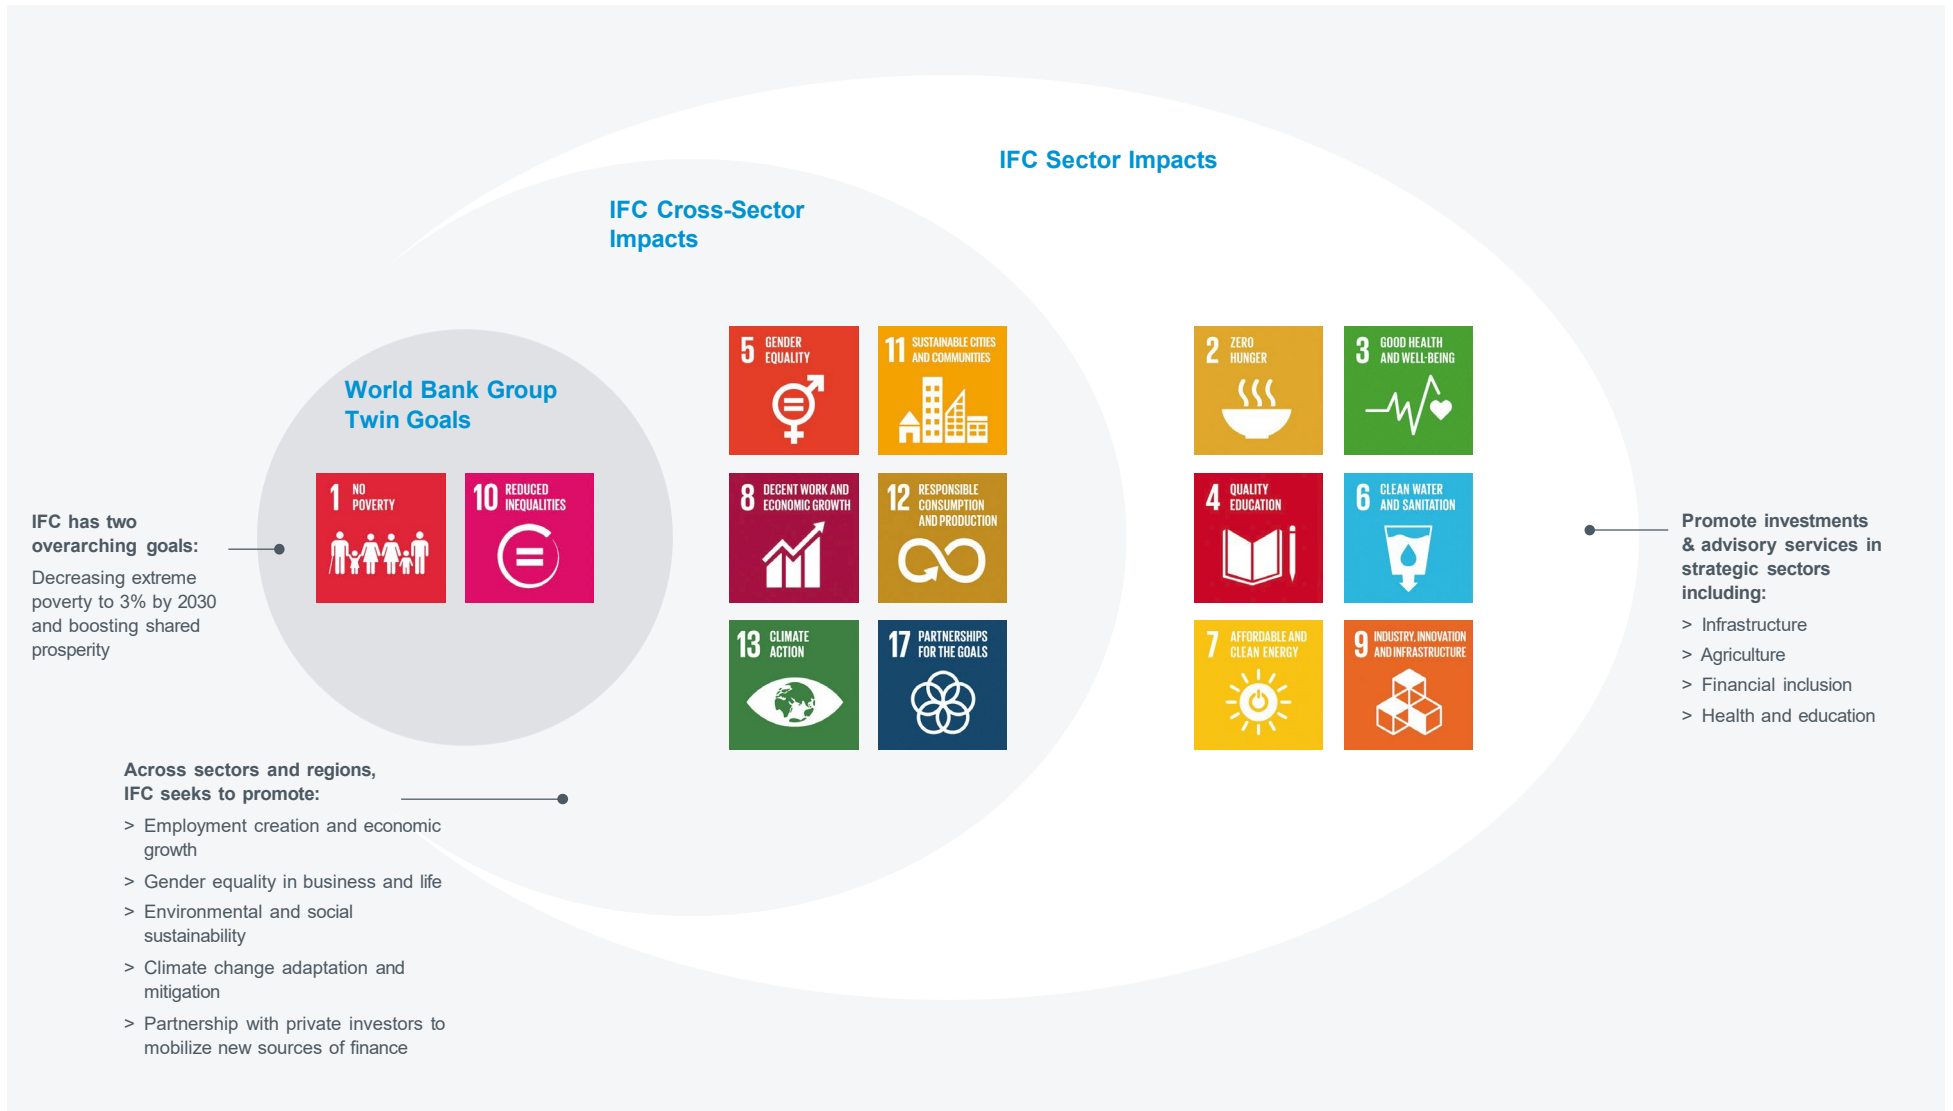 IFC Sector Impacts
IFC Cross-Sector
Impacts
World Bank Group
Twin Goals
1 NO
POVERTY
10 REDUCED
INEQUALITIES
5 GENDER
EQUALITY
11 SUSTAINABLE CITIES
AND COMMUNITIES
8 DECENT WORK AND
ECONOMIC GROWTH
12 RESPONSIBLE
CONSUMPTION
AND PRODUCTION
13 CLIMATE
ACTION
17 PARTNERSHIPS
FOR THE GOALS
2 ZERO
HUNGER
3 GOOD HEALTH
AND WELL-BEING
4 QUALITY
EDUCATION
6 CLEAN WATER
AND SANITATION
7 AFFORDABLE AND
CLEAN ENERGY
9 INDUSTRY, INNOVATION
AND INFRASTRUCTURE
IFC has two
overarching goals:
Decreasing extreme
poverty to 3% by 2030
and boosting shared
prosperity
Across sectors and regions,
IFC seeks to promote:
> Employment creation and economic
growth
> Gender equality in business and life
> Environmental and social
sustainability
> Climate change adaptation and
mitigation
> Partnership with private investors to
mobilize new sources of finance
Promote investments
& advisory services in
strategic sectors
including:
> Infrastructure
> Agriculture
> Financial inclusion
> Health and education